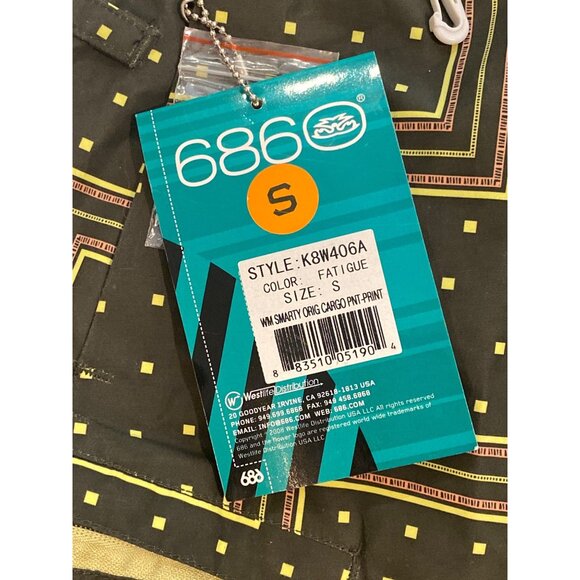 686 ®
S
STYLE:K8W406A
COLOR: FATIGUE
SIZE: S
WM SMARTY ORIG CARGO PNT-PRINT
8 83510 05190 4
W Westlife Distribution
20 GOODYEAR IRVINE, CA 92618-1013 USA
PHONE: 949.699.6868 FAX: 949.458.6868
EMAIL: INFO@686.COM WEB: 686.COM
Copyright © 2008 Westlife Distribution USA LLC All rights reserved
686 and the flower logo are registered world wide trademarks of
Westlife Distribution USA LLC
686